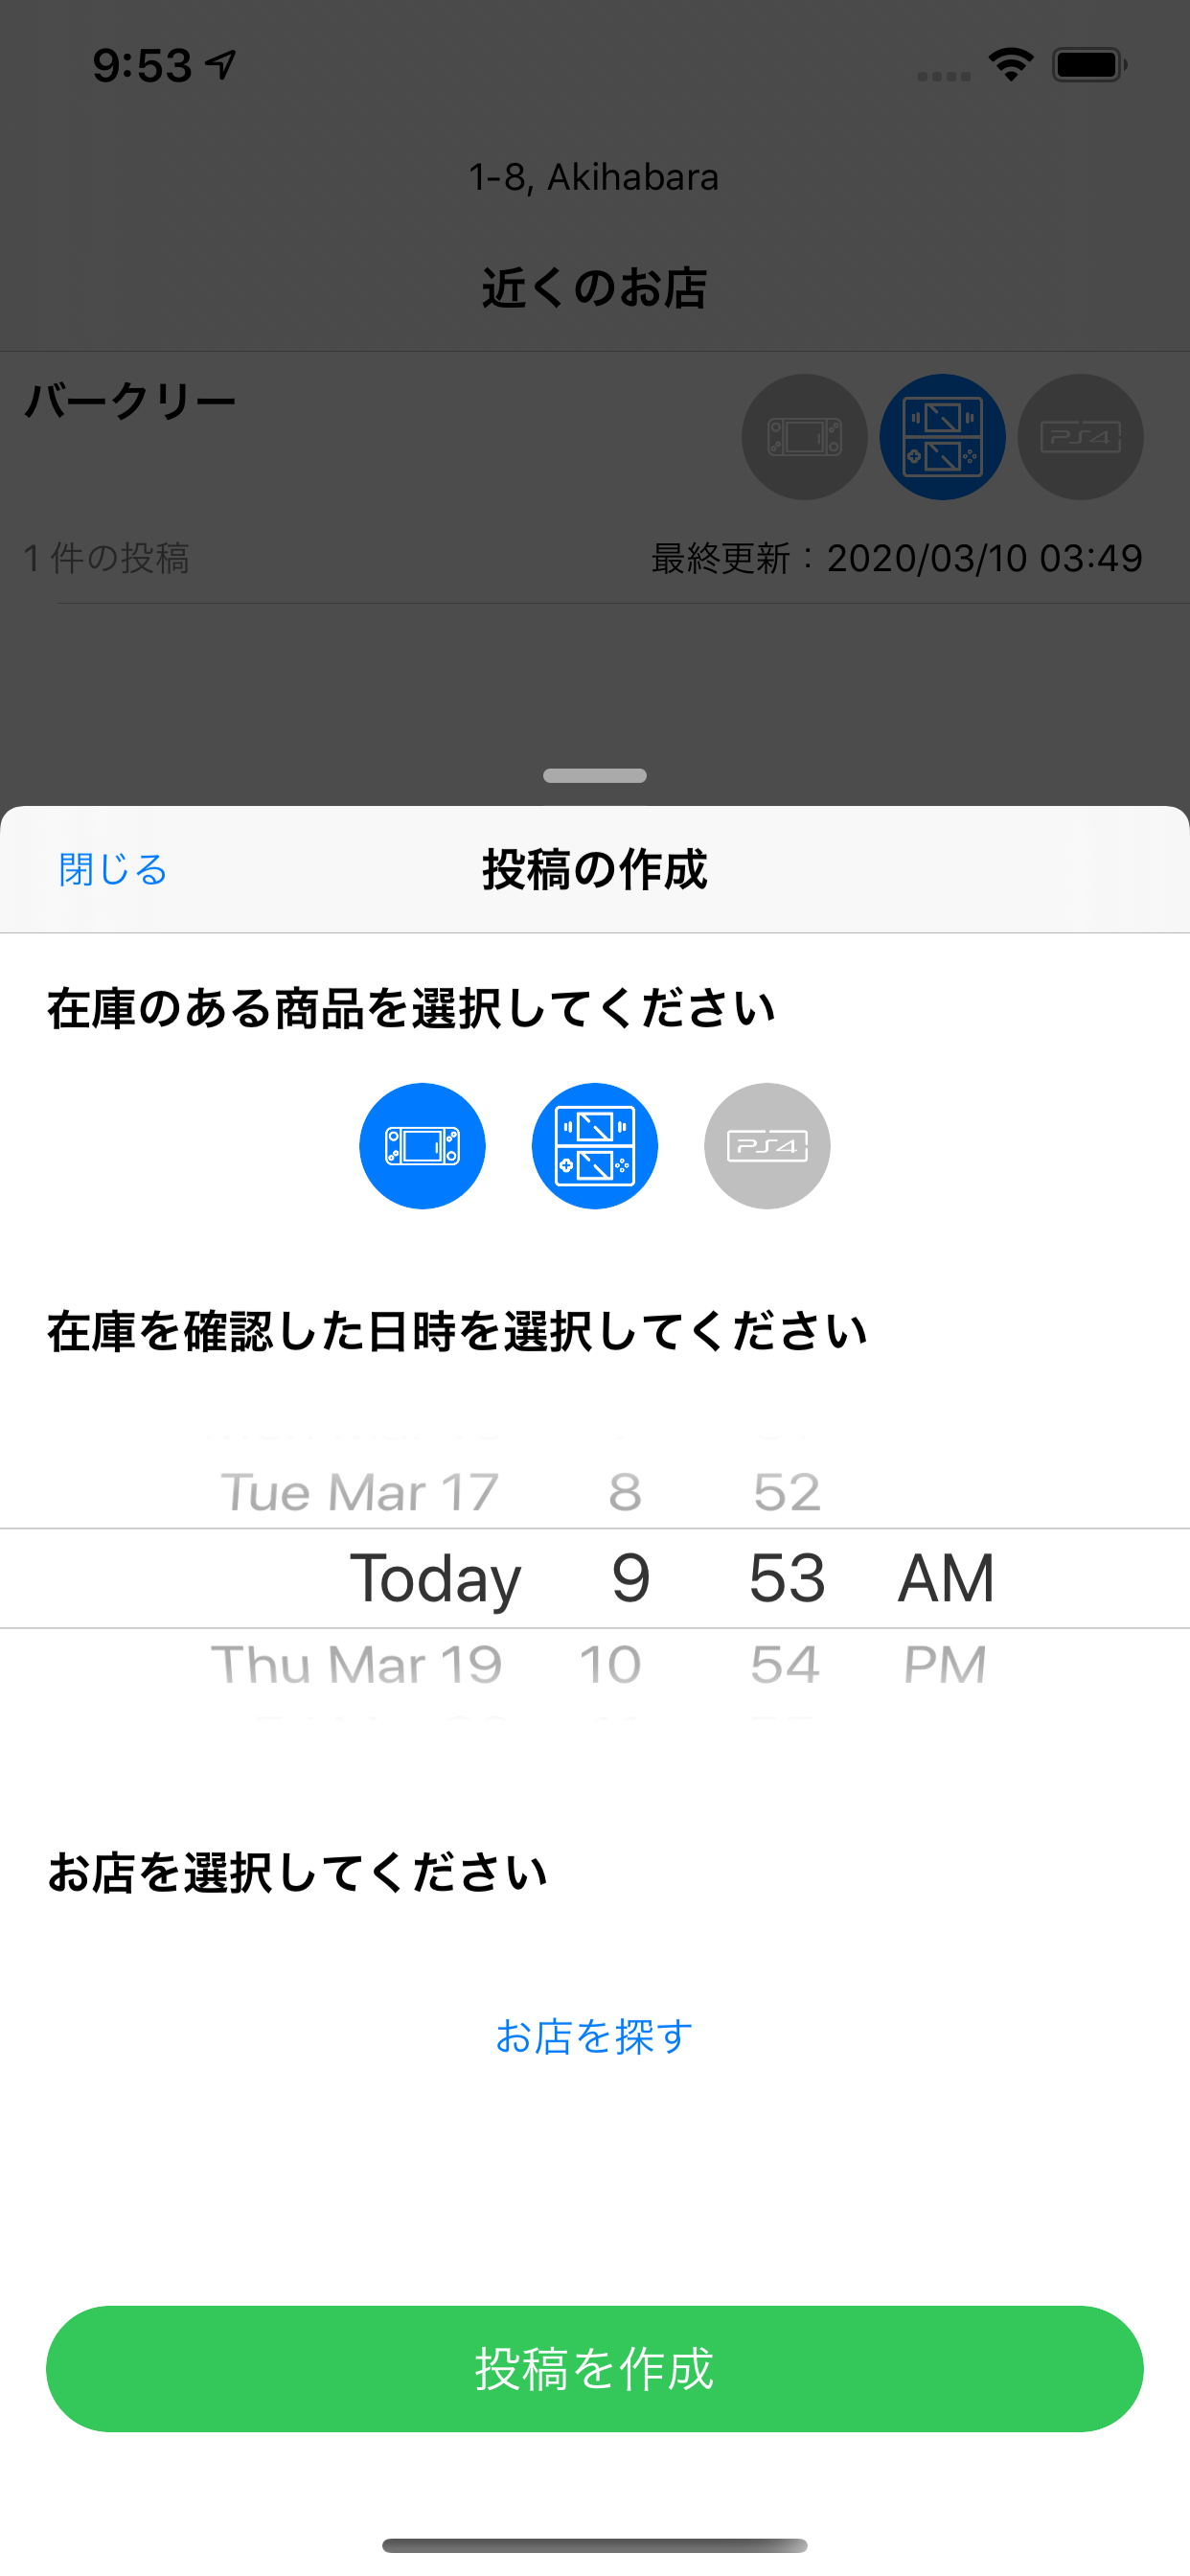 9:53
1-8, Akihabara
近くのお店
バークリー
PS4
1 件の投稿
最終更新：2020/03/10 03:49
閉じる
投稿の作成
在庫のある商品を選択してください
PS4
在庫を確認した日時を選択してください
Tue Mar 17 8 52
Today 9 53 AM
Thu Mar 19 10 54 PM
お店を選択してください
お店を探す
投稿を作成